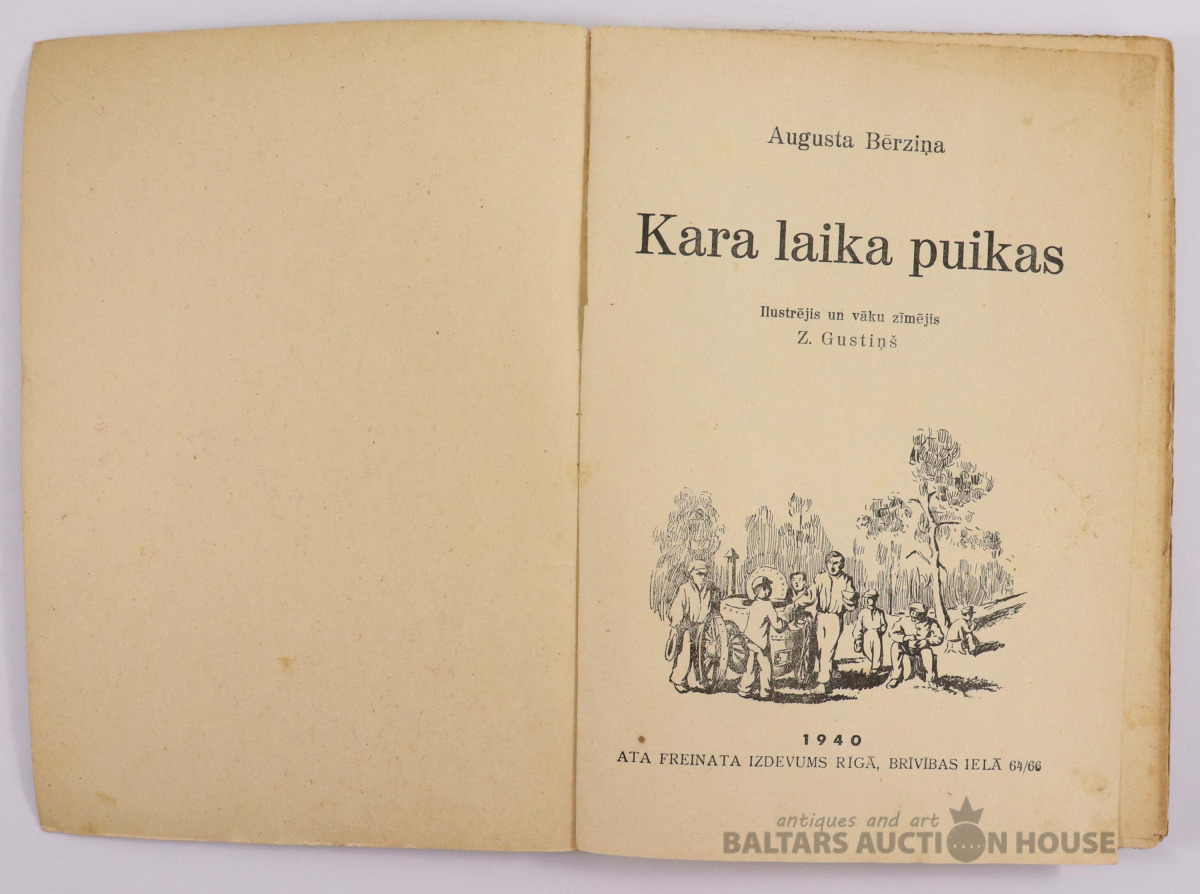 Augusta Bērziņa
Kara laika puikas
Ilustrējis un vāku zīmējis
Z. Gustiņš
1940
ATA FREINATA IZDEVUMS RĪGĀ, BRĪVĪBAS IELĀ 64/66
antiques and art
BALTARS AUCTION HOUSE